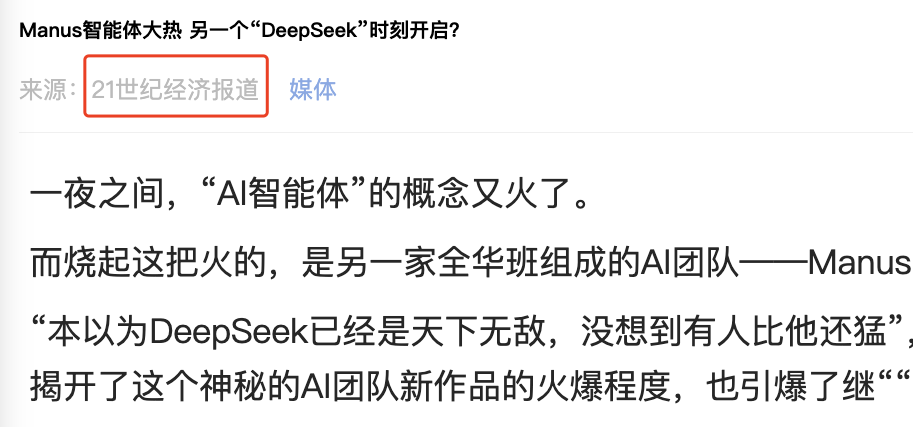 Manus智能体大热 另一个“DeepSeek”时刻开启?
来源: 21世纪经济报道 媒体
一夜之间，“AI智能体”的概念又火了。
而烧起这把火的，是另一家全华班组成的AI团队——Manus
“本以为DeepSeek已经是天下无敌，没想到有人比他还猛”,
揭开了这个神秘的AI团队新作品的火爆程度，也引爆了继““